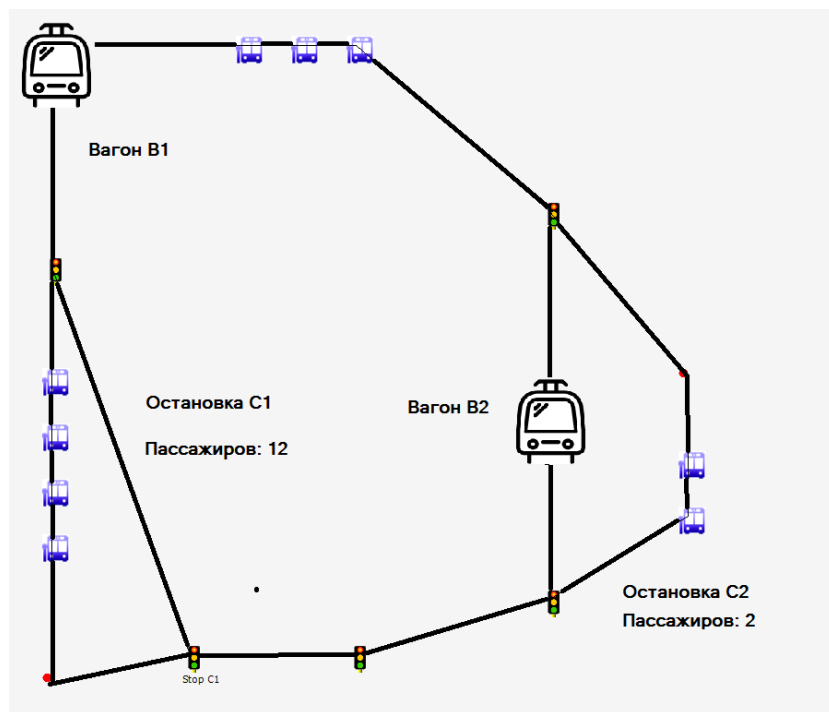 Вагон В1
Остановка С1
Пассажиров: 12
Вагон В2
Остановка С2
Пассажиров: 2
Stop C1